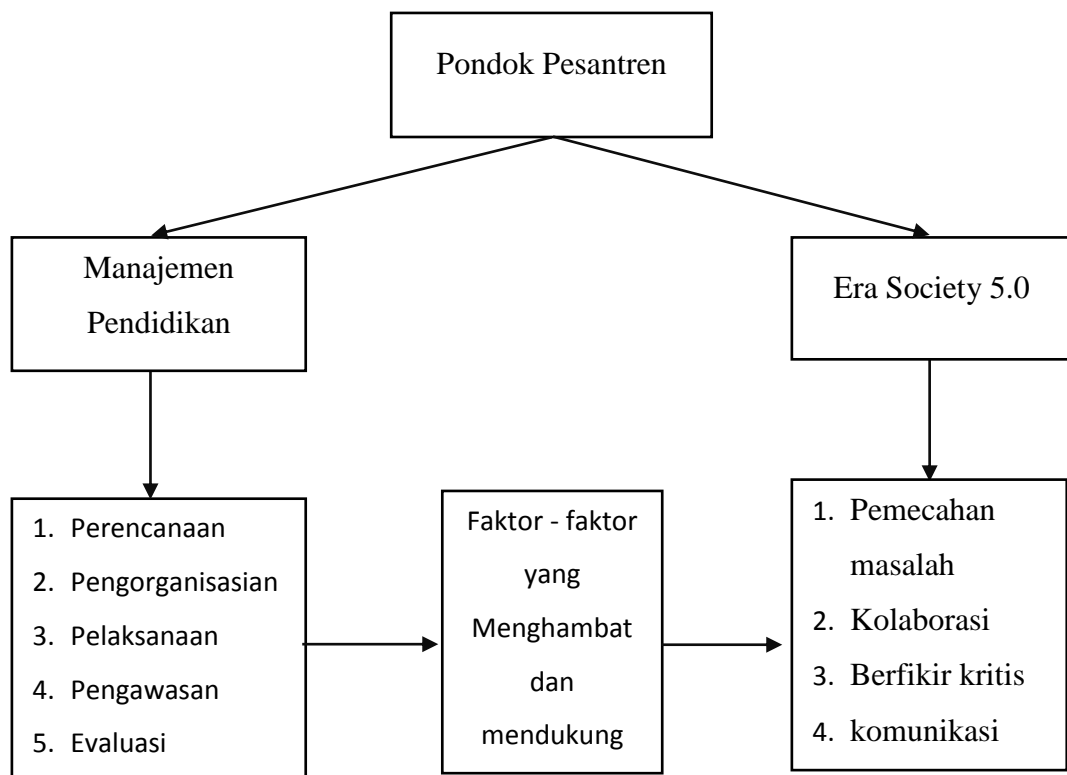 Pondok Pesantren
Manajemen
Pendidikan
Era Society 5.0
1. Perencanaan
2. Pengorganisasian
3. Pelaksanaan
4. Pengawasan
5. Evaluasi
Faktor - faktor
yang
Menghambat
dan
mendukung
1. Pemecahan
masalah
2. Kolaborasi
3. Berfikir kritis
4. komunikasi